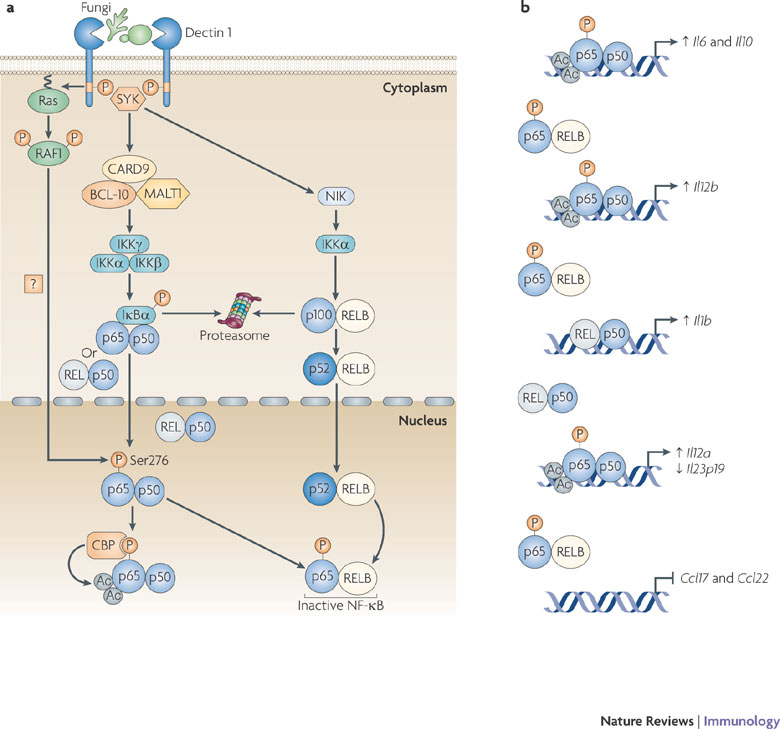 a
Fungi
Dectin 1
P
SYK
P
Cytoplasm
Ras
P
P
RAF1
CARD9
BCL-10
MALT1
NIK
IKKγ
IKKα
IKKβ
IKKα
?
P
IκBα
p65
p50
Proteasome
p100
RELB
Or
REL
p50
p52
RELB
REL
p50
Nucleus
P
Ser276
p65
p50
p52
RELB
CBP
P
p65
p50
Ac
Ac
P
p65
RELB
Inactive NF-κB
b
P
p65
p50
Ac
Ac
↑ Il6 and Il10
P
p65
RELB
P
p65
p50
Ac
Ac
↑ Il12b
P
p65
RELB
REL
p50
↑ Il1b
REL
p50
P
p65
p50
Ac
Ac
↑ Il12a
↓ Il23p19
P
p65
RELB
Ccl17 and Ccl22
Nature Reviews | Immunology